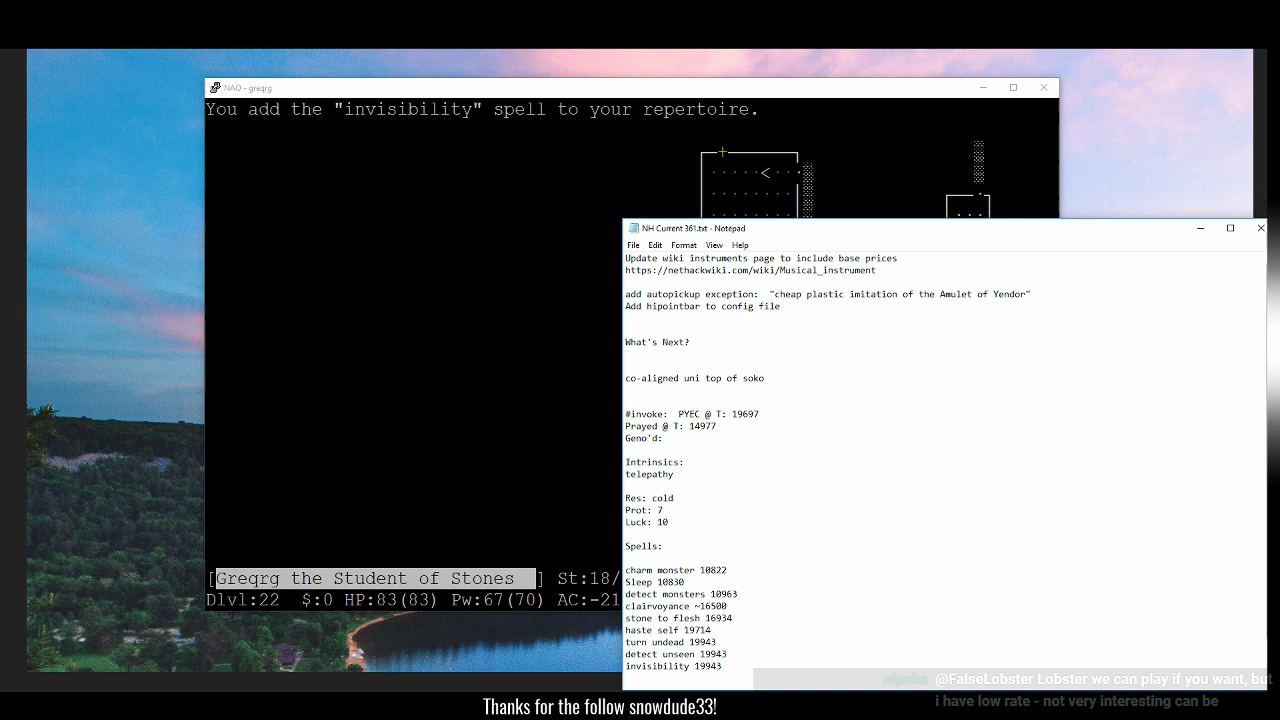 NAO - greqrg
You add the "invisibility" spell to your repertoire.
NH Current 361.txt - Notepad
File Edit Format View Help
Update wiki instruments page to include base prices
https://nethackwiki.com/wiki/Musical_instrument
add autopickup exception: "cheap plastic imitation of the Amulet of Yendor"
Add hipointbar to config file
What's Next?
co-aligned uni top of soko
#invoke: PYEC @ T: 19697
Prayed @ T: 14977
Geno'd:
Intrinsics:
telepathy
Res: cold
Prot: 7
Luck: 10
Spells:
charm monster 10822
Sleep 10830
detect monsters 10963
clairvoyance ~16500
stone to flesh 16934
haste self 19714
turn undead 19943
detect unseen 19943
invisibility 19943
[Greqrg the Student of Stones ] St:18/
Dlvl:22 $:0 HP:83(83) Pw:67(70) AC:-21
@FalseLobster Lobster we can play if you want, but
i have low rate - not very interesting can be
Thanks for the follow snowdude33!